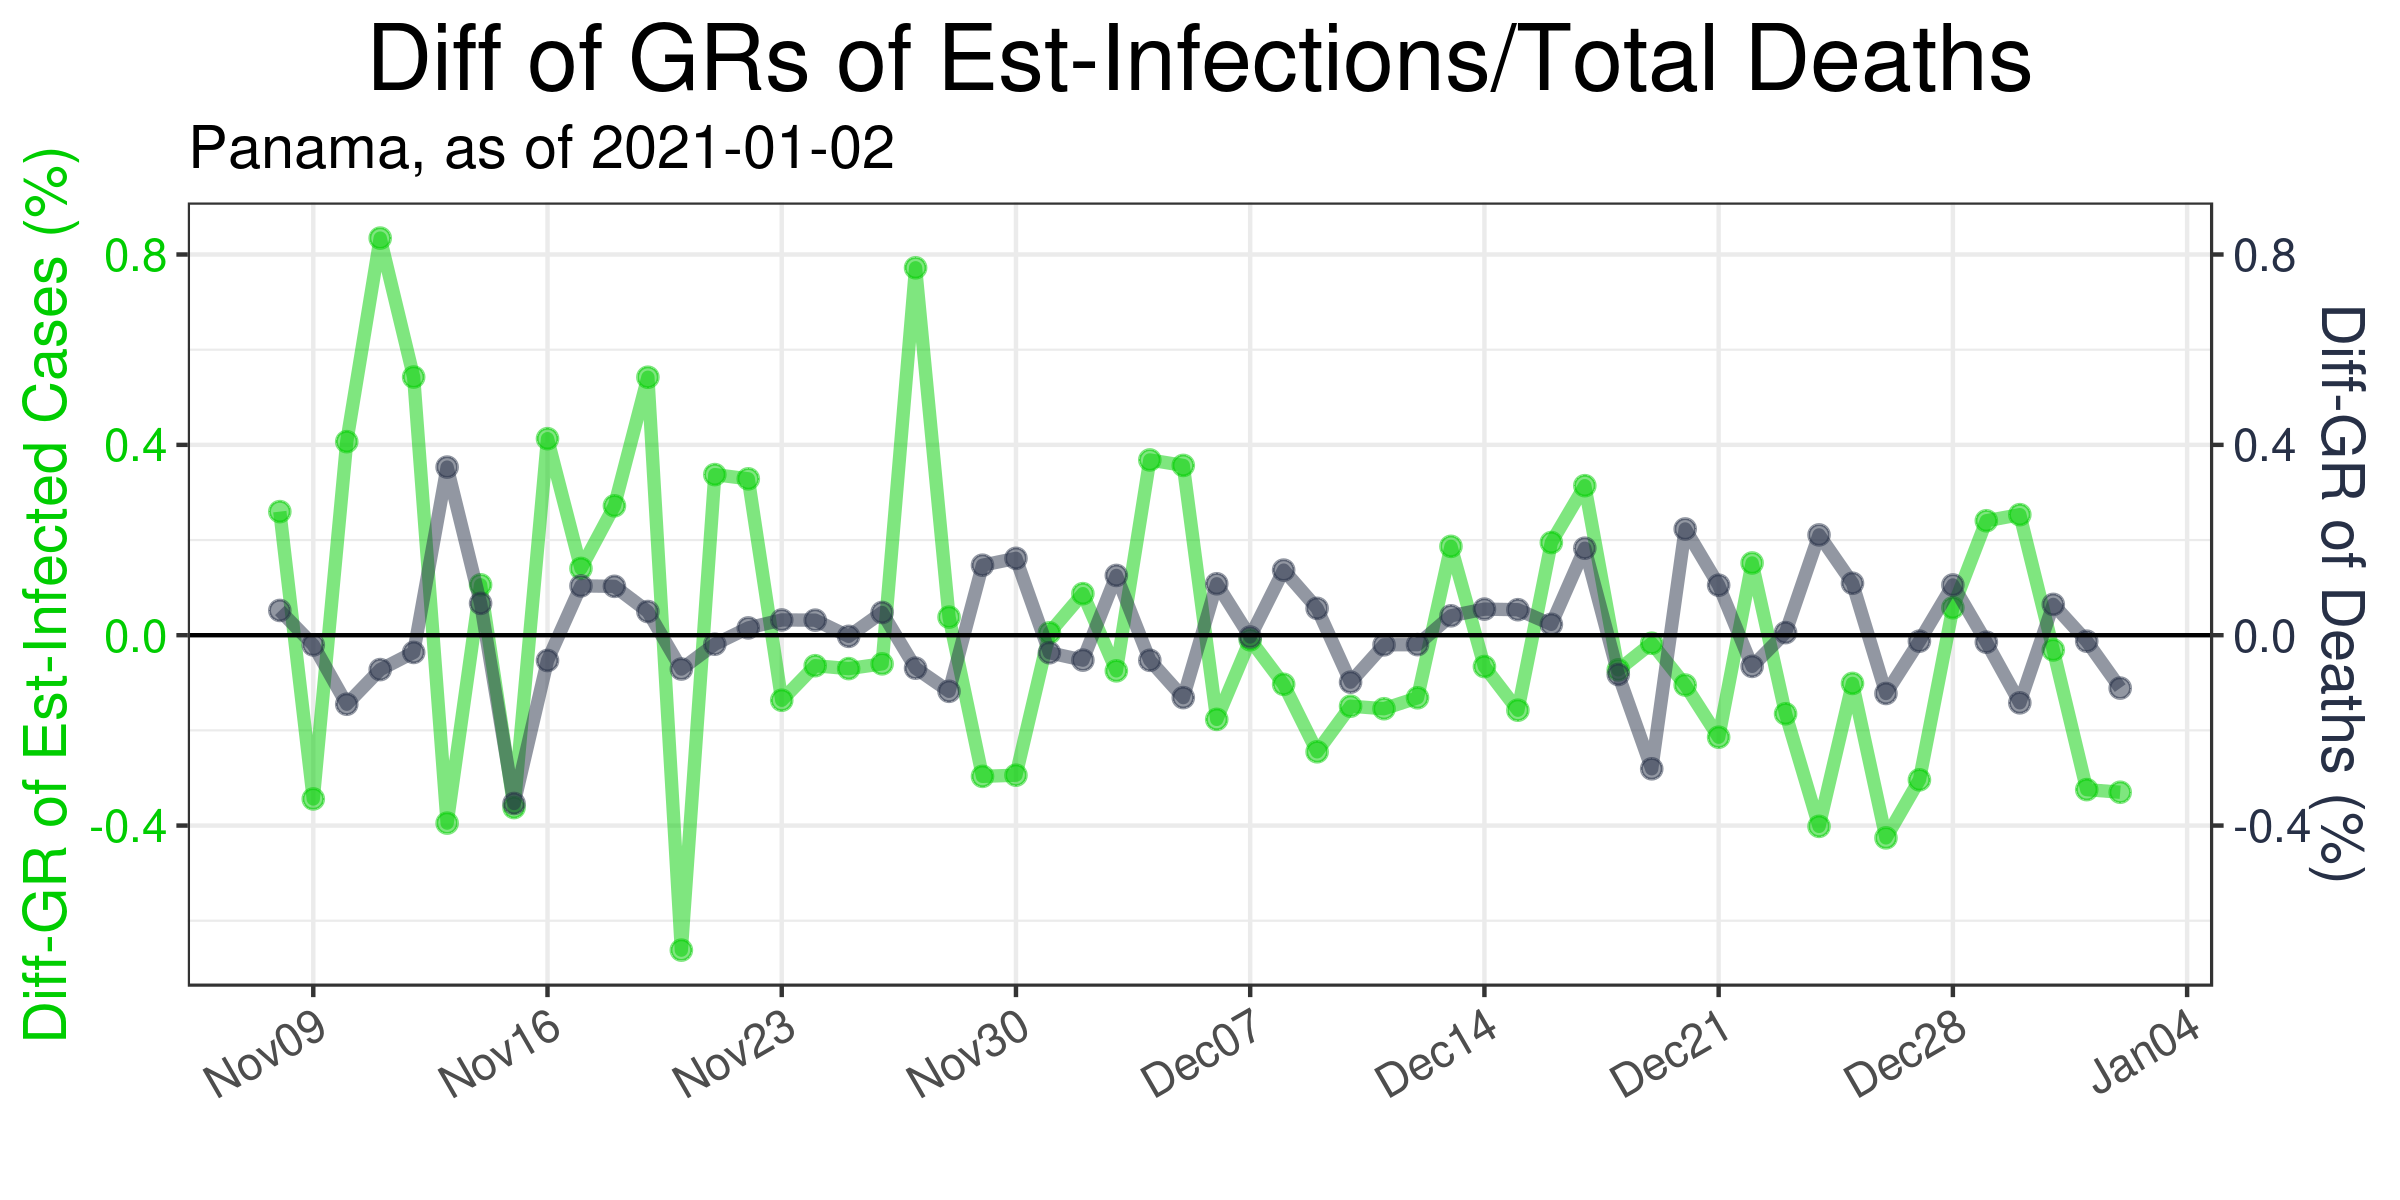 Diff of GRs of Est-Infections/Total Deaths
Panama, as of 2021-01-02
Diff-GR of Est-Infected Cases (%)
0.8
0.4
0.0
-0.4
0.8
0.4
0.0
-0.4
Diff-GR of Deaths (%)
Nov09
Nov16
Nov23
Nov30
Dec07
Dec14
Dec21
Dec28
Jan04